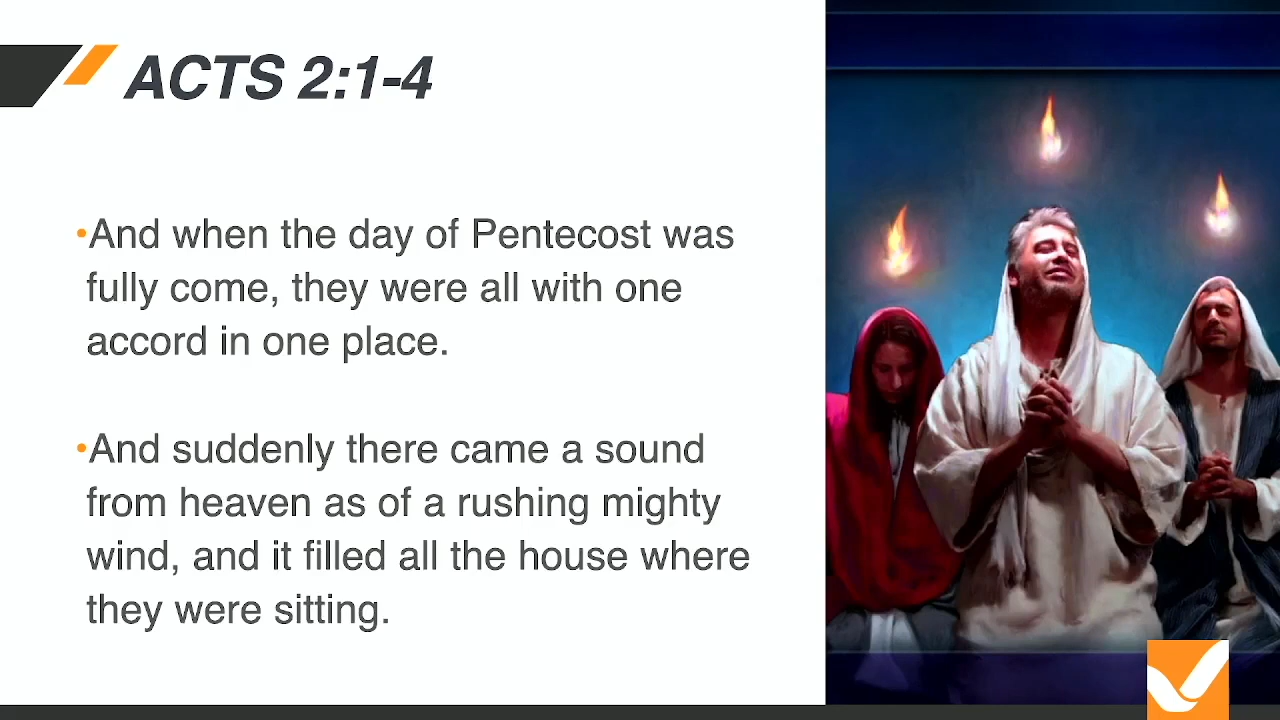 ACTS 2:1-4
•And when the day of Pentecost was
fully come, they were all with one
accord in one place.
•And suddenly there came a sound
from heaven as of a rushing mighty
wind, and it filled all the house where
they were sitting.